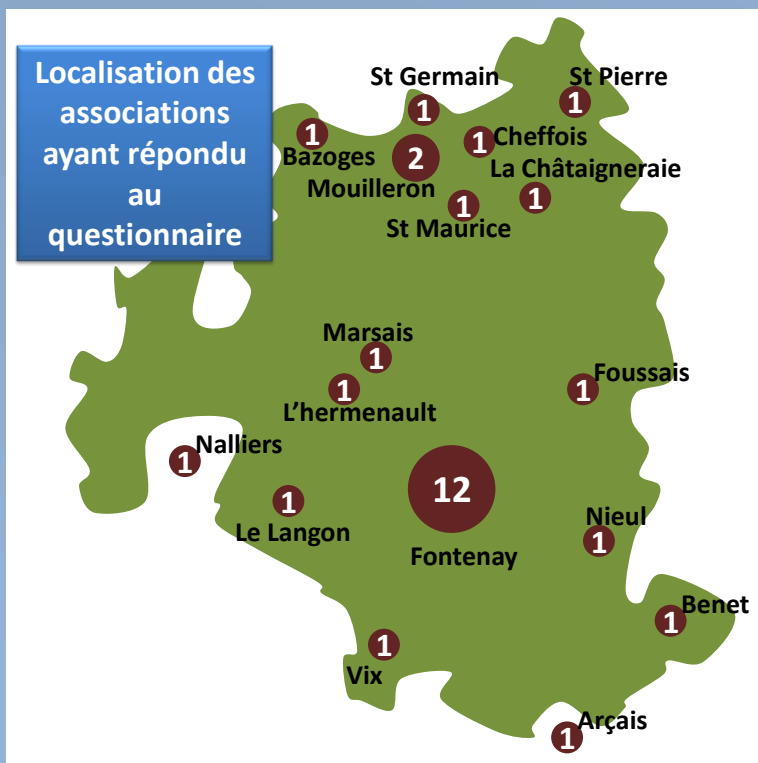 Localisation des
associations
ayant répondu
au
questionnaire
St Germain
1
St Pierre
1
1
Bazoges
1
Cheffois
2
Mouilleron
La Châtaigneraie
1
1
St Maurice
Marsais
1
1
L’hermenault
Foussais
1
Nalliers
1
1
Le Langon
12
Fontenay
Nieul
1
Benet
1
1
Vix
Arçais
1